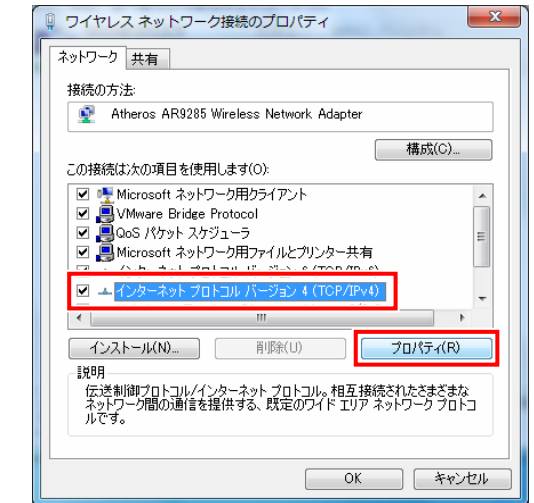 ワイヤレス ネットワーク接続のプロパティ
ネットワーク 共有
接続の方法:
Atheros AR9285 Wireless Network Adapter
構成(C)...
この接続は次の項目を使用します(O):
Microsoft ネットワーク用クライアント
VMware Bridge Protocol
QoS パケット スケジューラ
Microsoft ネットワーク用ファイルとプリンター共有
インターネット プロトコル バージョン 4 (TCP/IPv4)
インストール(N)... 削除(U) プロパティ(R)
説明
伝送制御プロトコル/インターネット プロトコル。相互接続されたさまざまな
ネットワーク間の通信を提供する、既定のワイド エリア ネットワーク プロトコ
ルです。
OK キャンセル